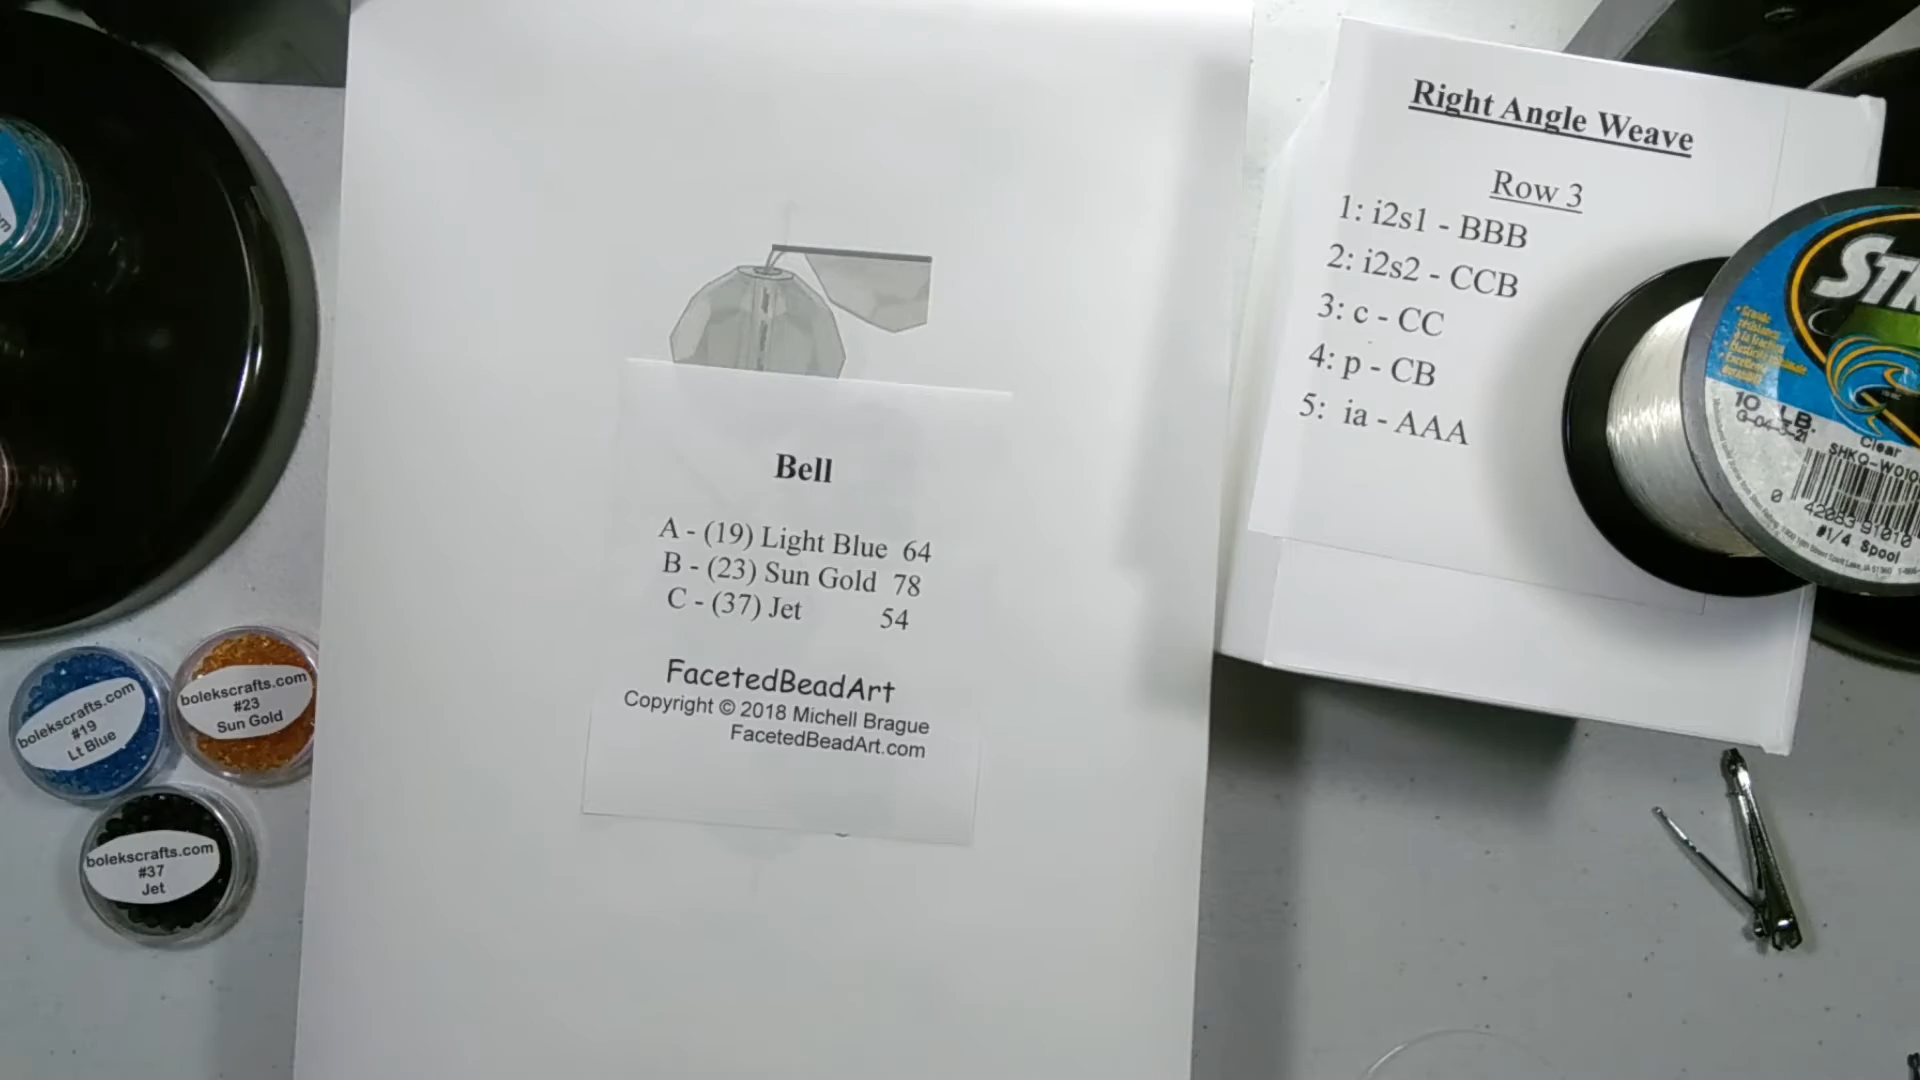 Right Angle Weave
Row 3
1: i2s1 - BBB
2: i2s2 - CCB
3: c - CC
4: p - CB
5: ia - AAA
Bell
A - (19) Light Blue 64
B - (23) Sun Gold 78
C - (37) Jet 54
FacetedBeadArt
Copyright © 2018 Michell Brague
FacetedBeadArt.com
bolekscrafts.com
#19
Lt Blue
bolekscrafts.com
#23
Sun Gold
bolekscrafts.com
#37
Jet
10 LB.
Clear
#1/4 Spool